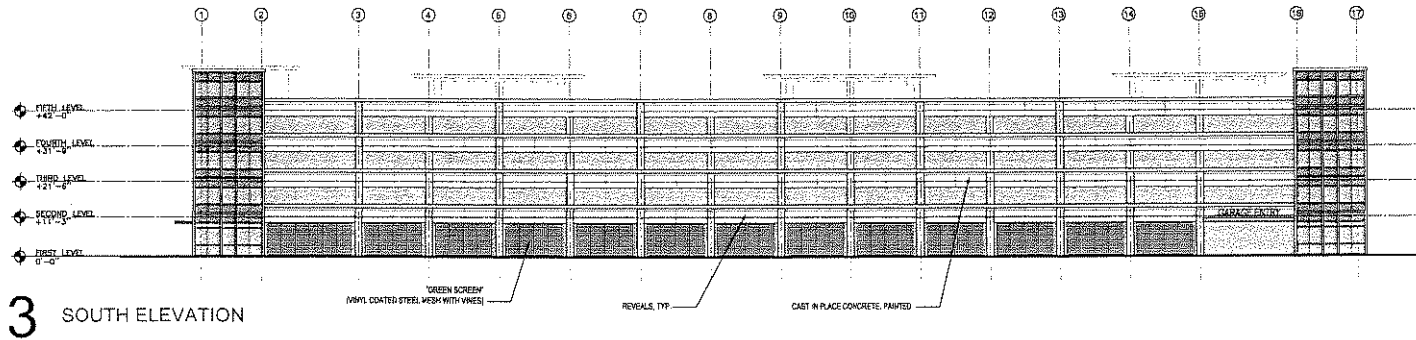 1 2 3 4 5 6 7 8 9 10 11 12 13 14 15 16 17
FIFTH LEVEL
+42'-0"
FOURTH LEVEL
+31'-9"
THIRD LEVEL
+21'-6"
SECOND LEVEL
+11'-3"
GARAGE ENTRY
FIRST LEVEL
0'-0"
"GREEN SCREEN"
(VINYL COATED STEEL MESH WITH VINES)
REVEALS, TYP.
CAST IN PLACE CONCRETE, PAINTED
3 SOUTH ELEVATION